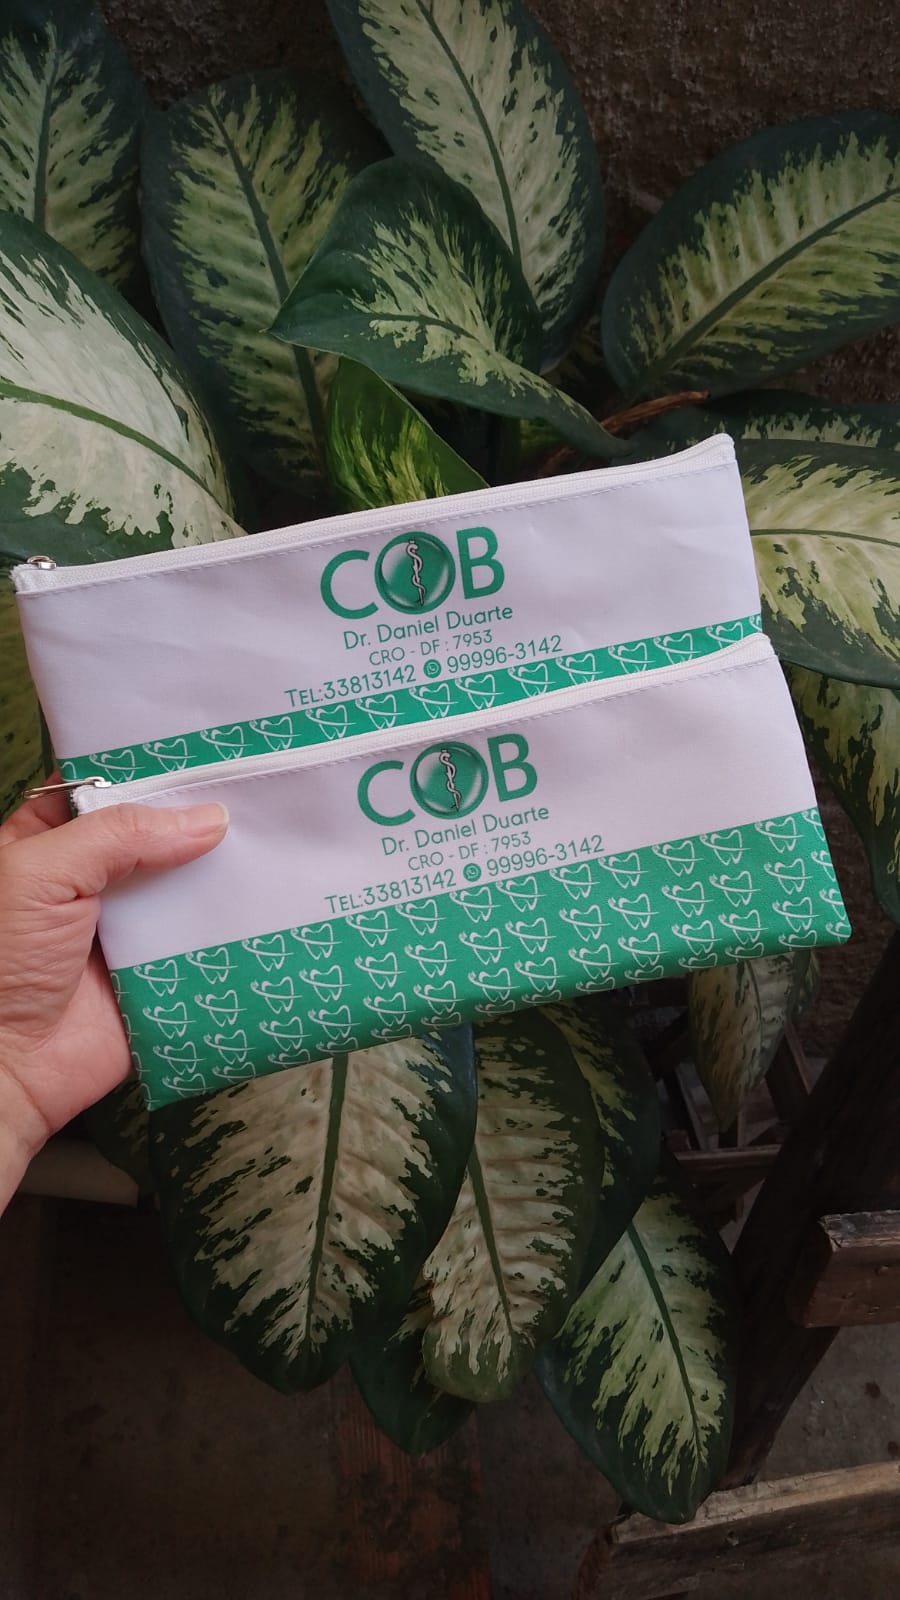 COB
Dr. Daniel Duarte
CRO - DF : 7953
TEL:33813142 99996-3142
COB
Dr. Daniel Duarte
CRO - DF : 7953
TEL:33813142 99996-3142